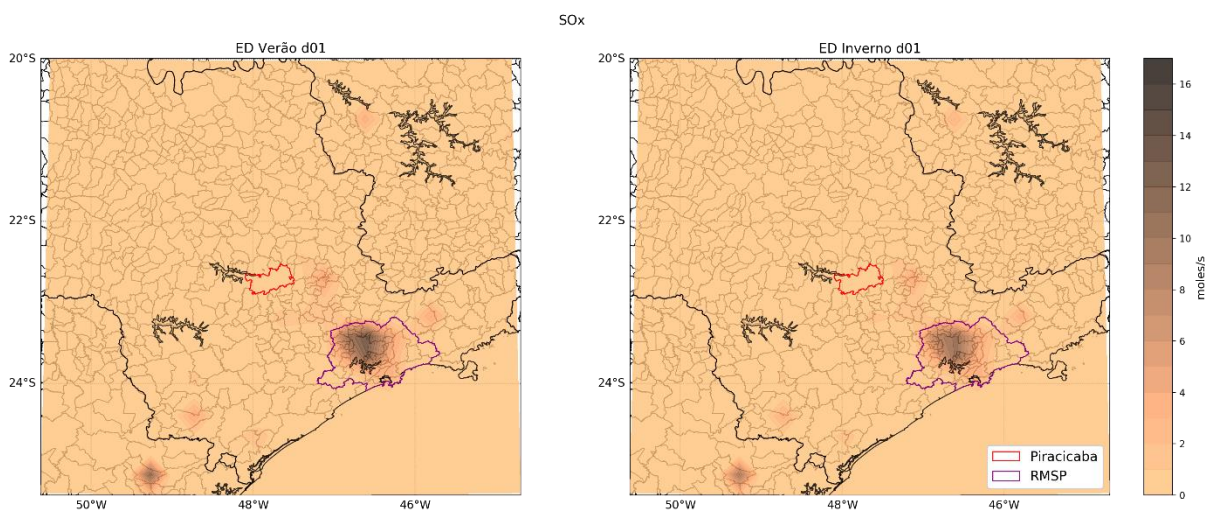 SOx
ED Verão d01
ED Inverno d01
20°S
22°S
24°S
50°W
48°W
46°W
20°S
22°S
24°S
50°W
48°W
46°W
Piracicaba
RMSP
16
14
12
10
8
6
4
2
0
moles/s